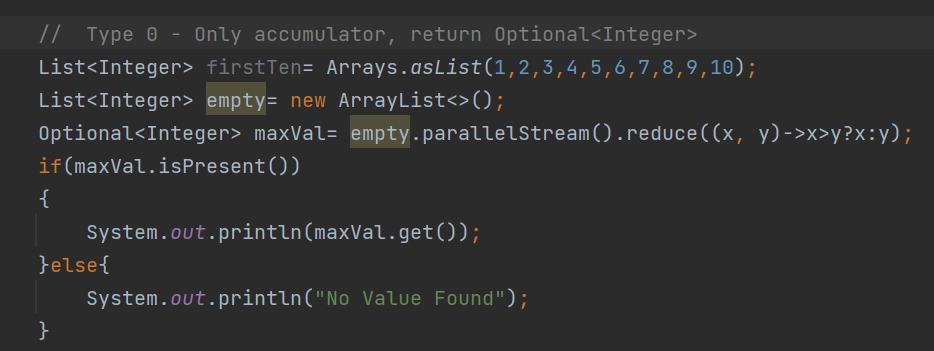 //  Type 0 - Only accumulator, return Optional<Integer>
List<Integer> firstTen= Arrays.asList(1,2,3,4,5,6,7,8,9,10);
List<Integer> empty= new ArrayList<>();
Optional<Integer> maxVal= empty.parallelStream().reduce((x, y)->x>y?x:y);
if(maxVal.isPresent())
{
    System.out.println(maxVal.get());
}else{
    System.out.println("No Value Found");
}